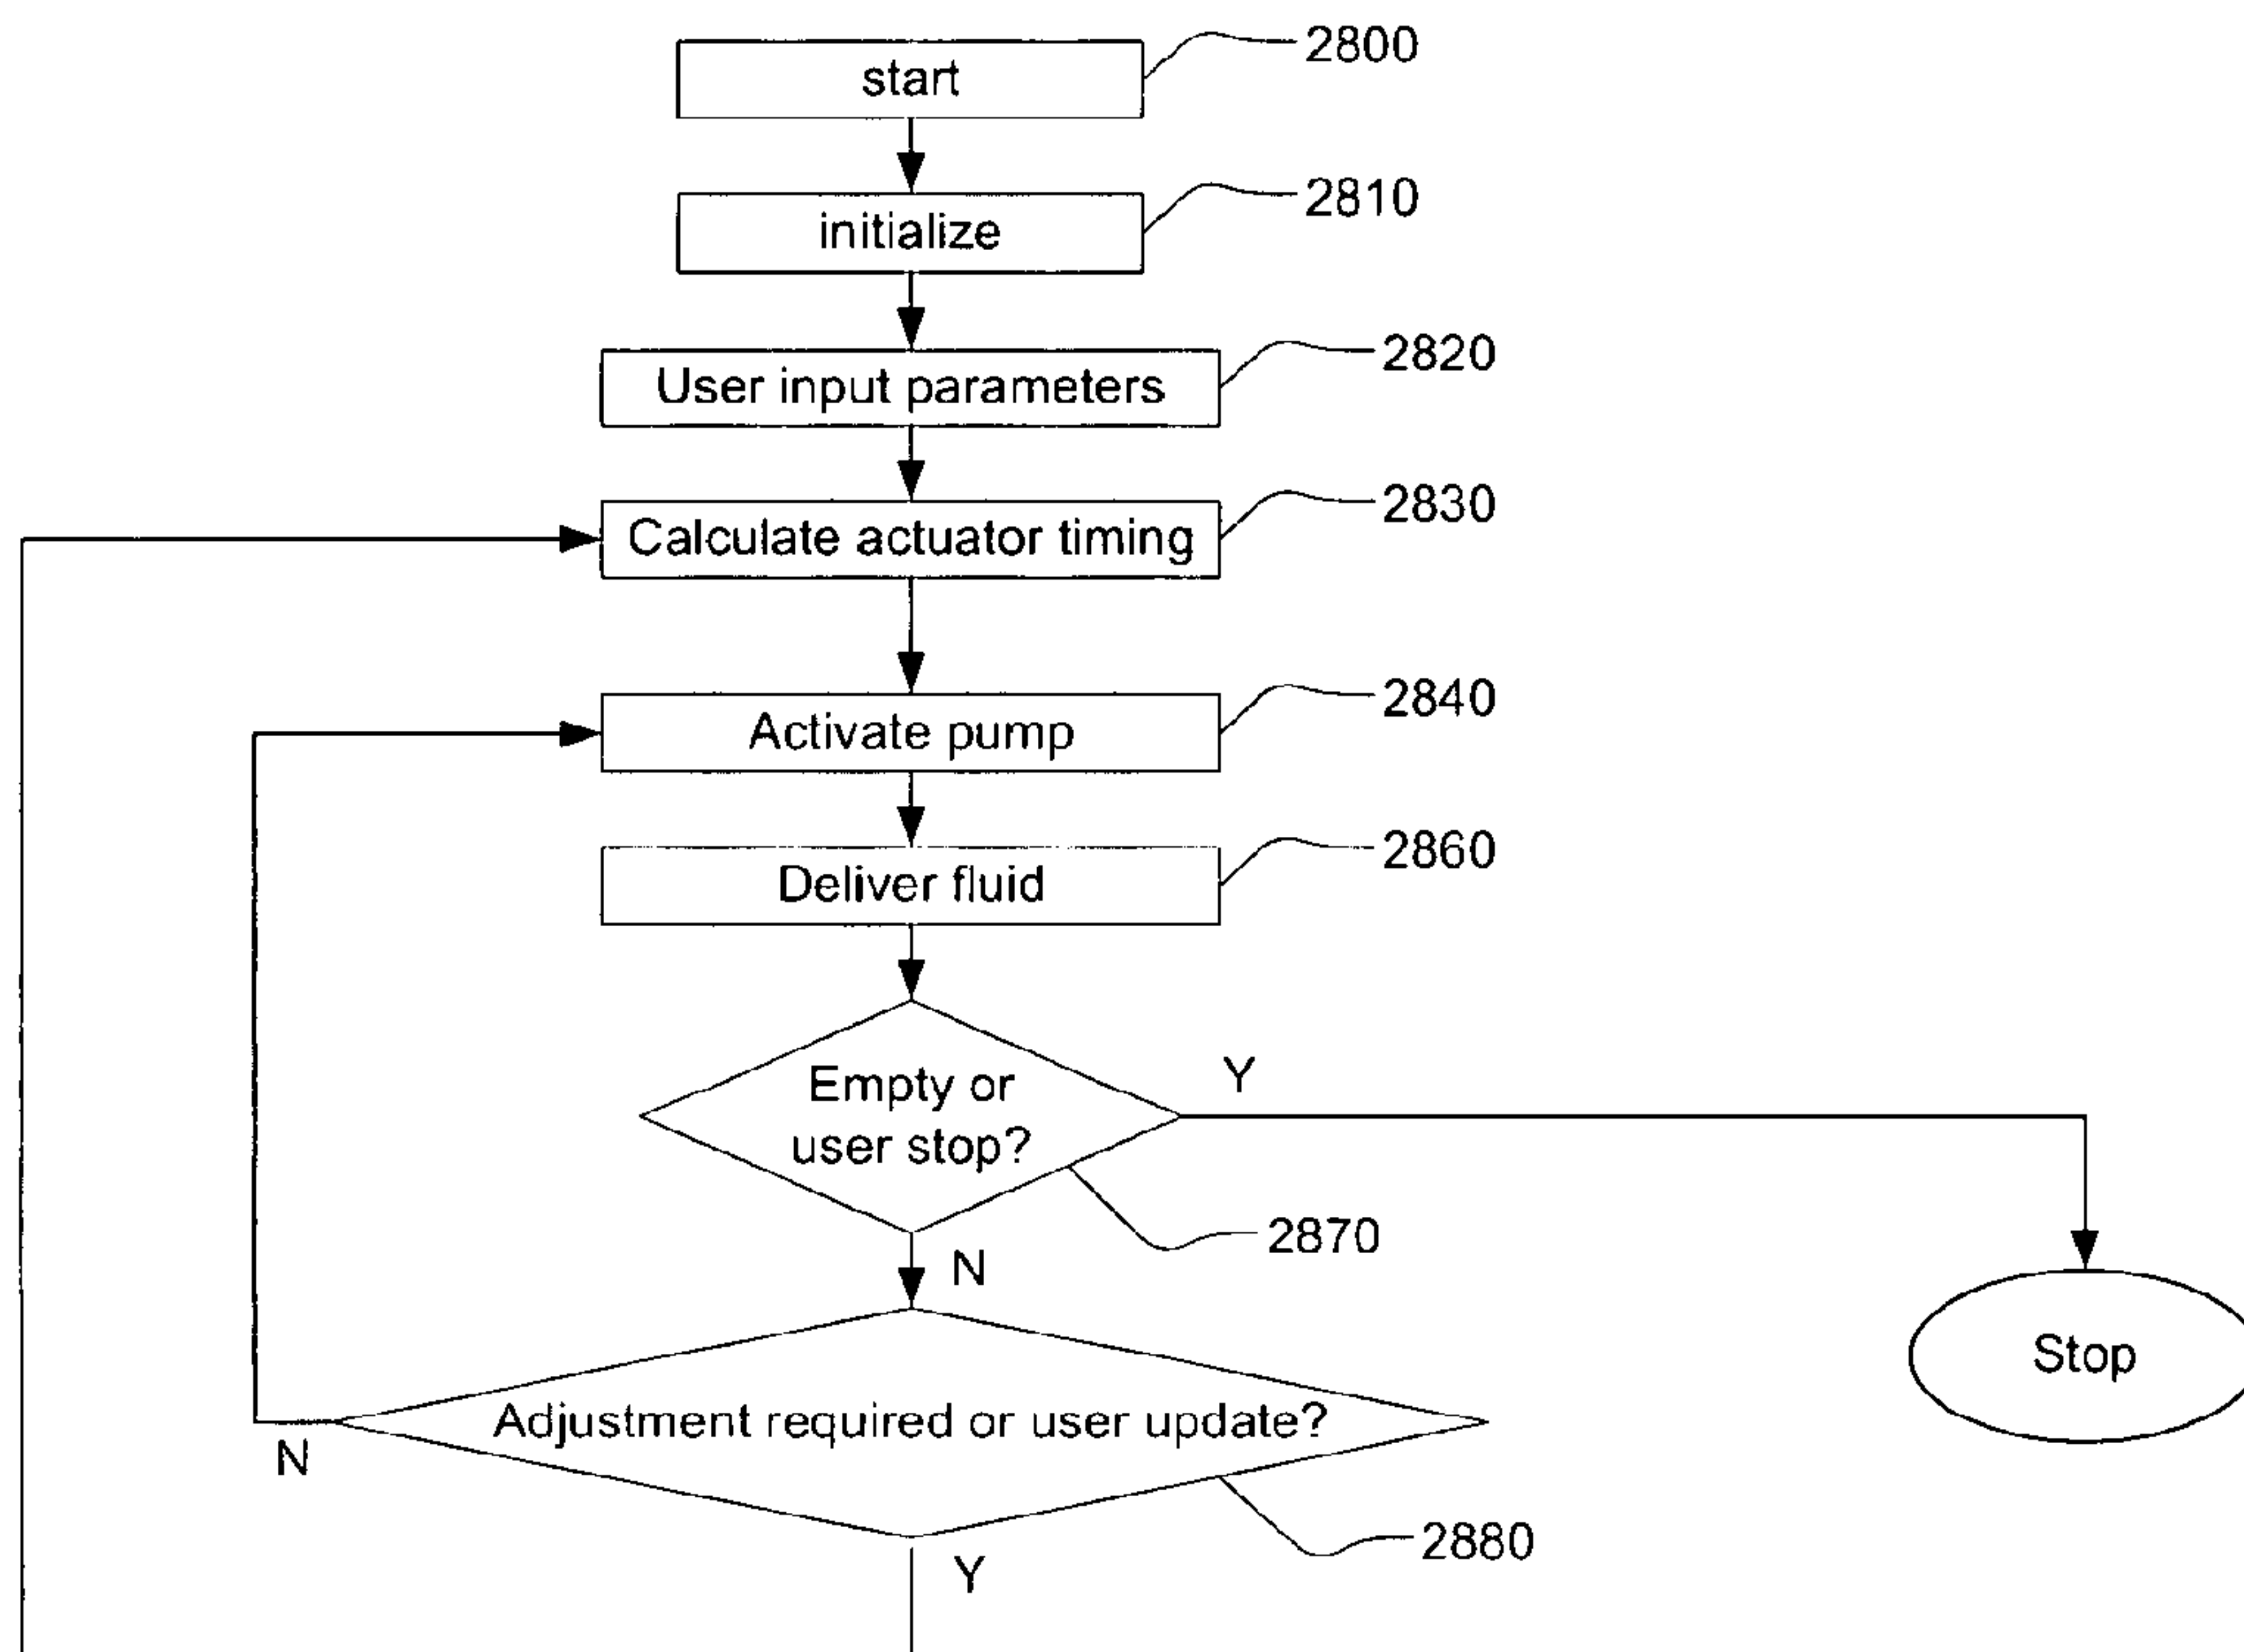 start
2800
initialize
2810
User input parameters
2820
Calculate actuator timing
2830
Activate pump
2840
Deliver fluid
2860
Empty or
user stop?
Y
2870
N
Stop
Adjustment required or user update?
N
2880
Y